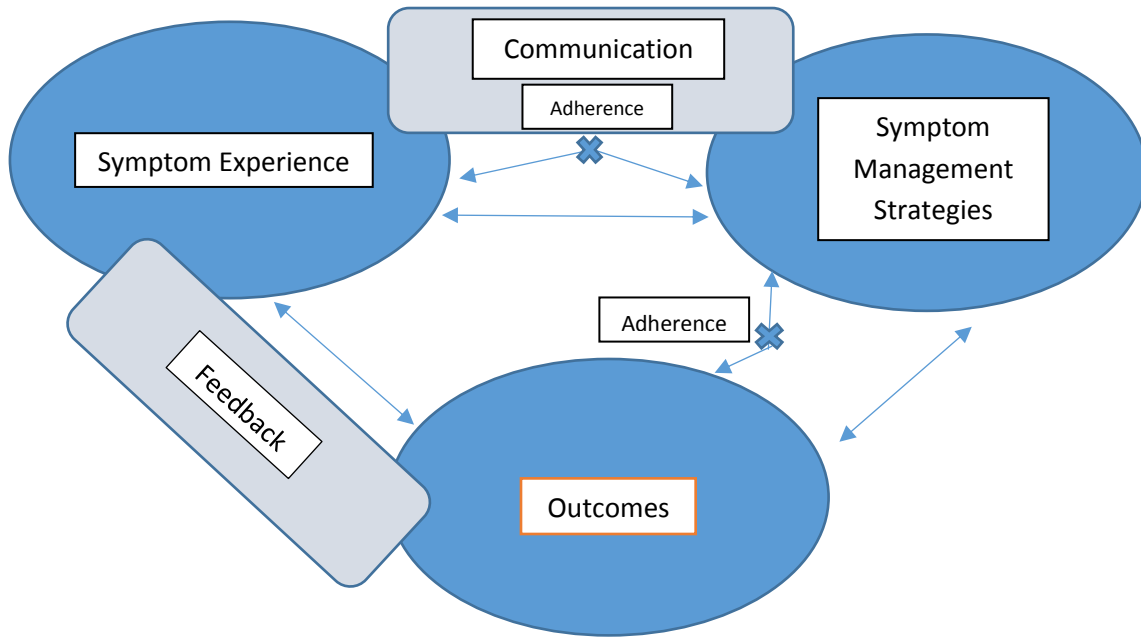 Communication
Adherence
Symptom Experience
Symptom
Management
Strategies
Adherence
Feedback
Outcomes